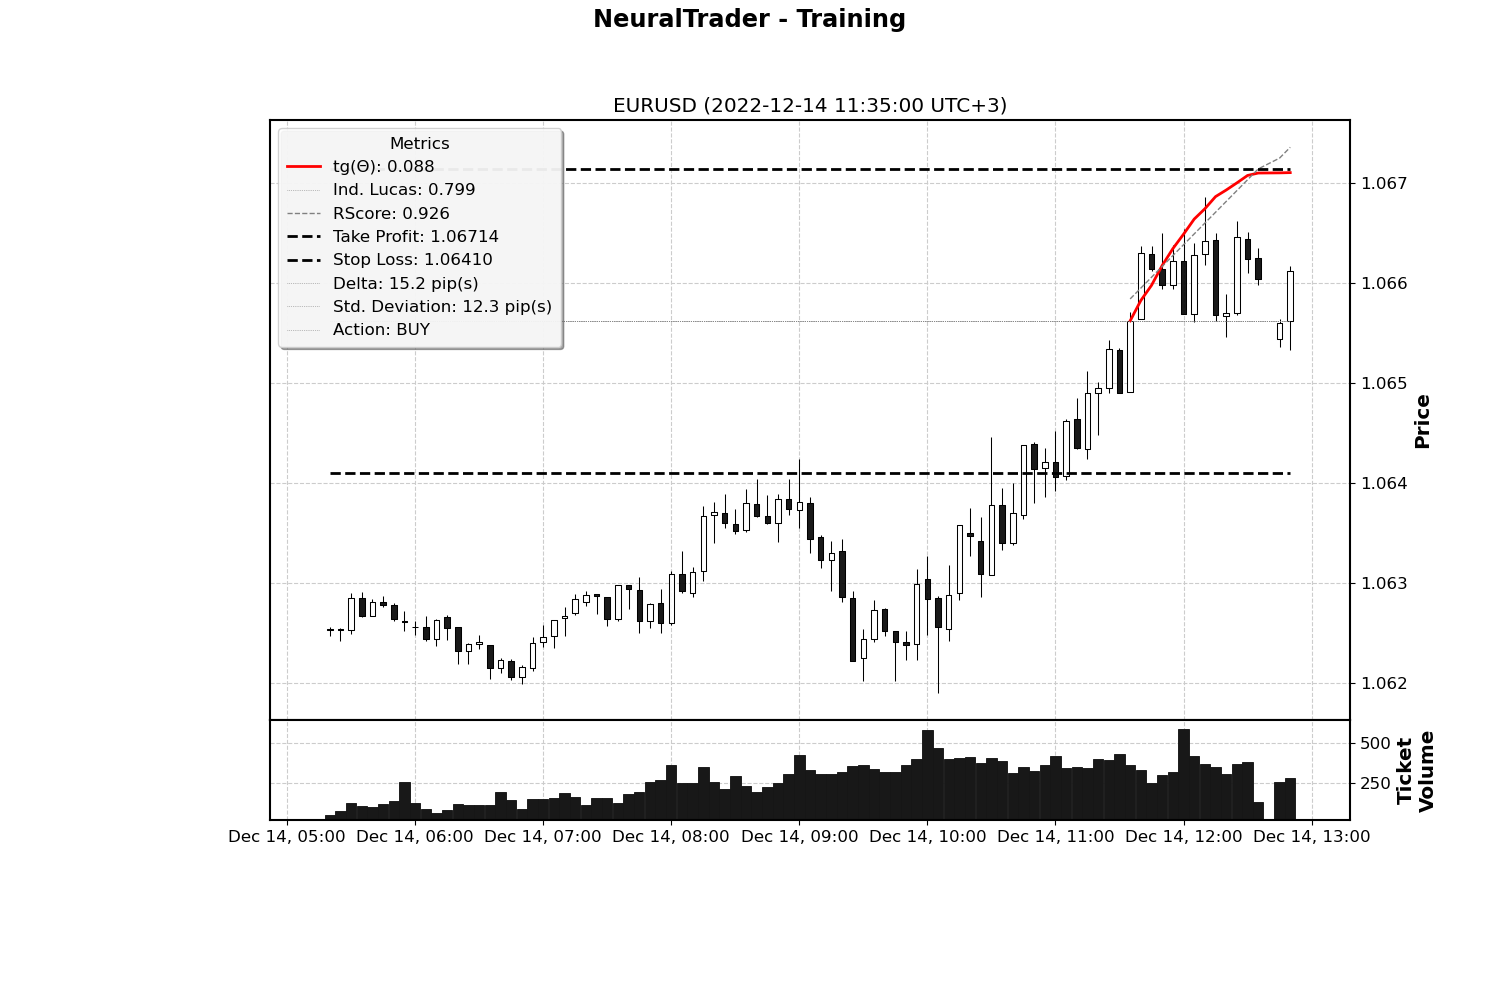 NeuralTrader - Training
EURUSD (2022-12-14 11:35:00 UTC+3)
Metrics
tg(Θ): 0.088
Ind. Lucas: 0.799
RScore: 0.926
Take Profit: 1.06714
Stop Loss: 1.06410
Delta: 15.2 pip(s)
Std. Deviation: 12.3 pip(s)
Action: BUY
1.067
1.066
1.065
1.064
1.063
1.062
Price
500
250
Ticket
Volume
Dec 14, 05:00 Dec 14, 06:00 Dec 14, 07:00 Dec 14, 08:00 Dec 14, 09:00 Dec 14, 10:00 Dec 14, 11:00 Dec 14, 12:00 Dec 14, 13:00